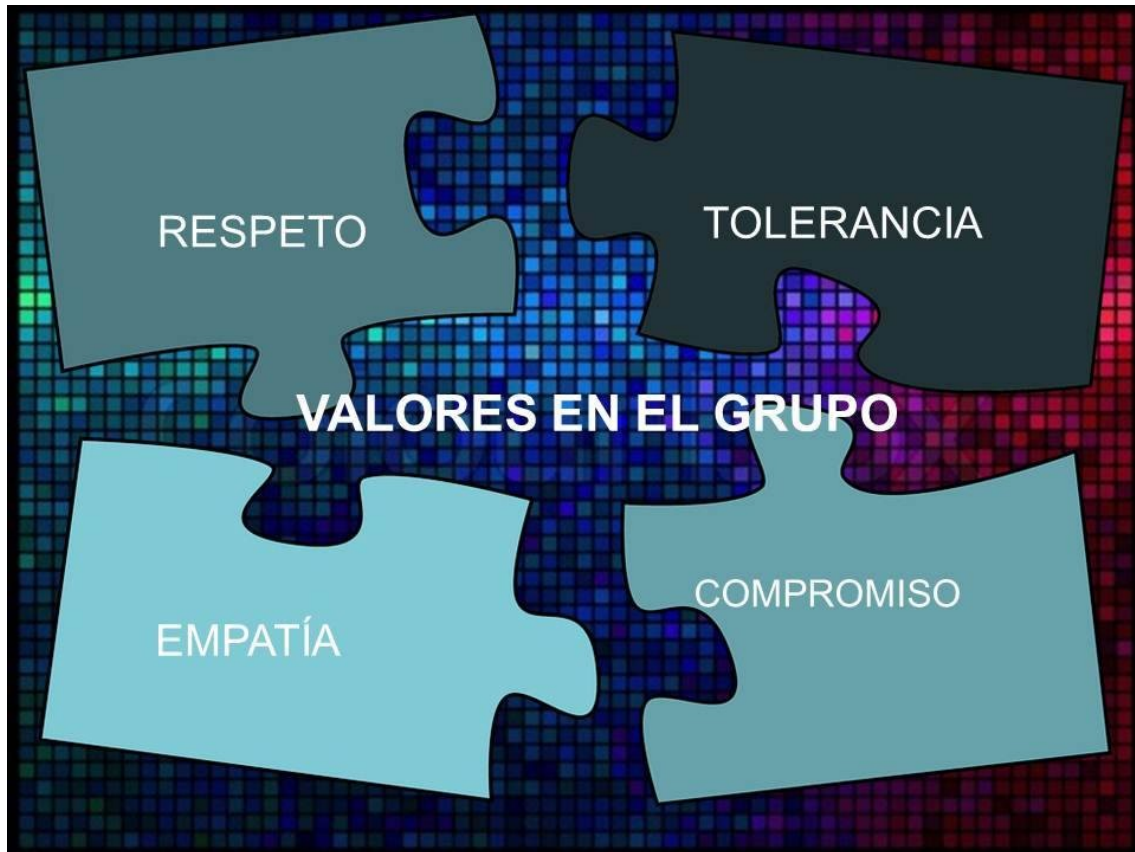 RESPETO
TOLERANCIA
VALORES EN EL GRUPO
EMPATÍA
COMPROMISO